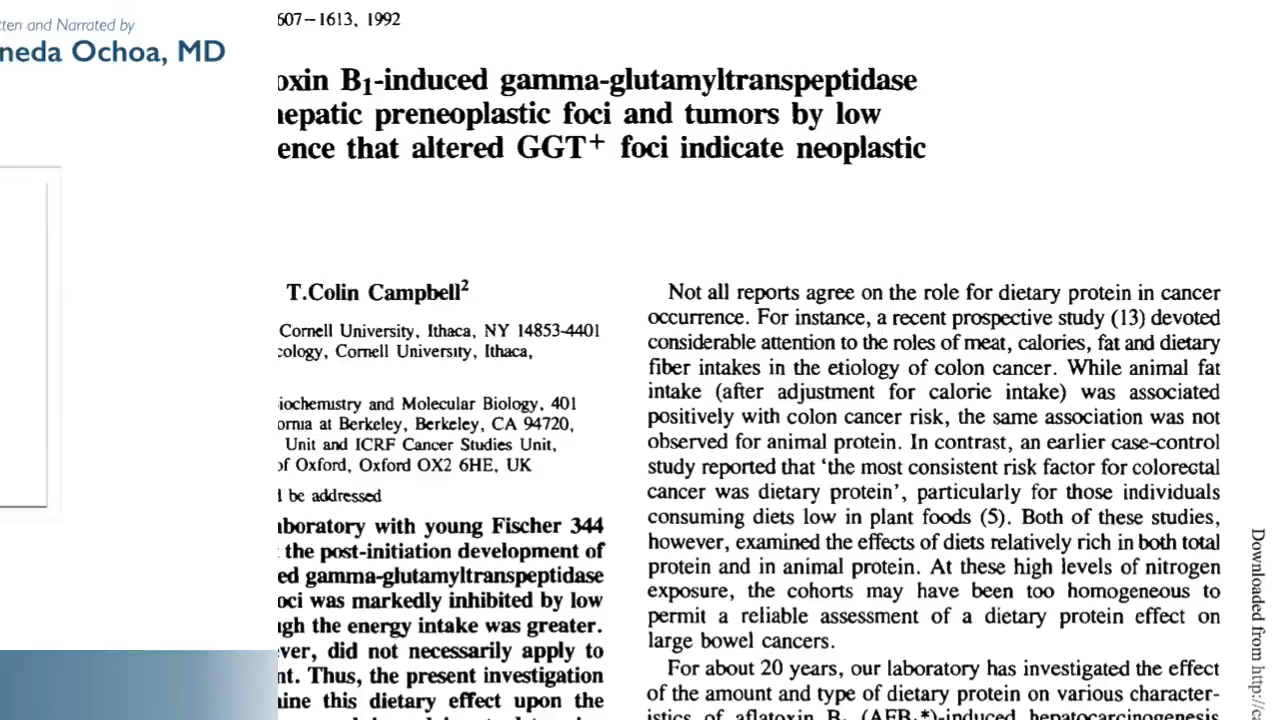 tten and Narrated by
neda Ochoa, MD
607–1613, 1992
oxin B1-induced gamma-glutamyltranspeptidase
hepatic preneoplastic foci and tumors by low
ence that altered GGT+ foci indicate neoplastic
T.Colin Campbell2
Cornell University, Ithaca, NY 14853-4401
cology, Cornell University, Ithaca,
iochemistry and Molecular Biology, 401
ornia at Berkeley, Berkeley, CA 94720,
Unit and ICRF Cancer Studies Unit,
of Oxford, Oxford OX2 6HE, UK
d be addressed
aboratory with young Fischer 344
the post-initiation development of
ed gamma-glutamyltranspeptidase
oci was markedly inhibited by low
ugh the energy intake was greater.
ver, did not necessarily apply to
nt. Thus, the present investigation
ine this dietary effect upon the
Not all reports agree on the role for dietary protein in cancer
occurrence. For instance, a recent prospective study (13) devoted
considerable attention to the roles of meat, calories, fat and dietary
fiber intakes in the etiology of colon cancer. While animal fat
intake (after adjustment for calorie intake) was associated
positively with colon cancer risk, the same association was not
observed for animal protein. In contrast, an earlier case-control
study reported that 'the most consistent risk factor for colorectal
cancer was dietary protein', particularly for those individuals
consuming diets low in plant foods (5). Both of these studies,
however, examined the effects of diets relatively rich in both total
protein and in animal protein. At these high levels of nitrogen
exposure, the cohorts may have been too homogeneous to
permit a reliable assessment of a dietary protein effect on
large bowel cancers.
For about 20 years, our laboratory has investigated the effect
of the amount and type of dietary protein on various character-
istics of aflatoxin B1 (AFB1*)-induced hepatocarcinogenesis
Downloaded from http://ca